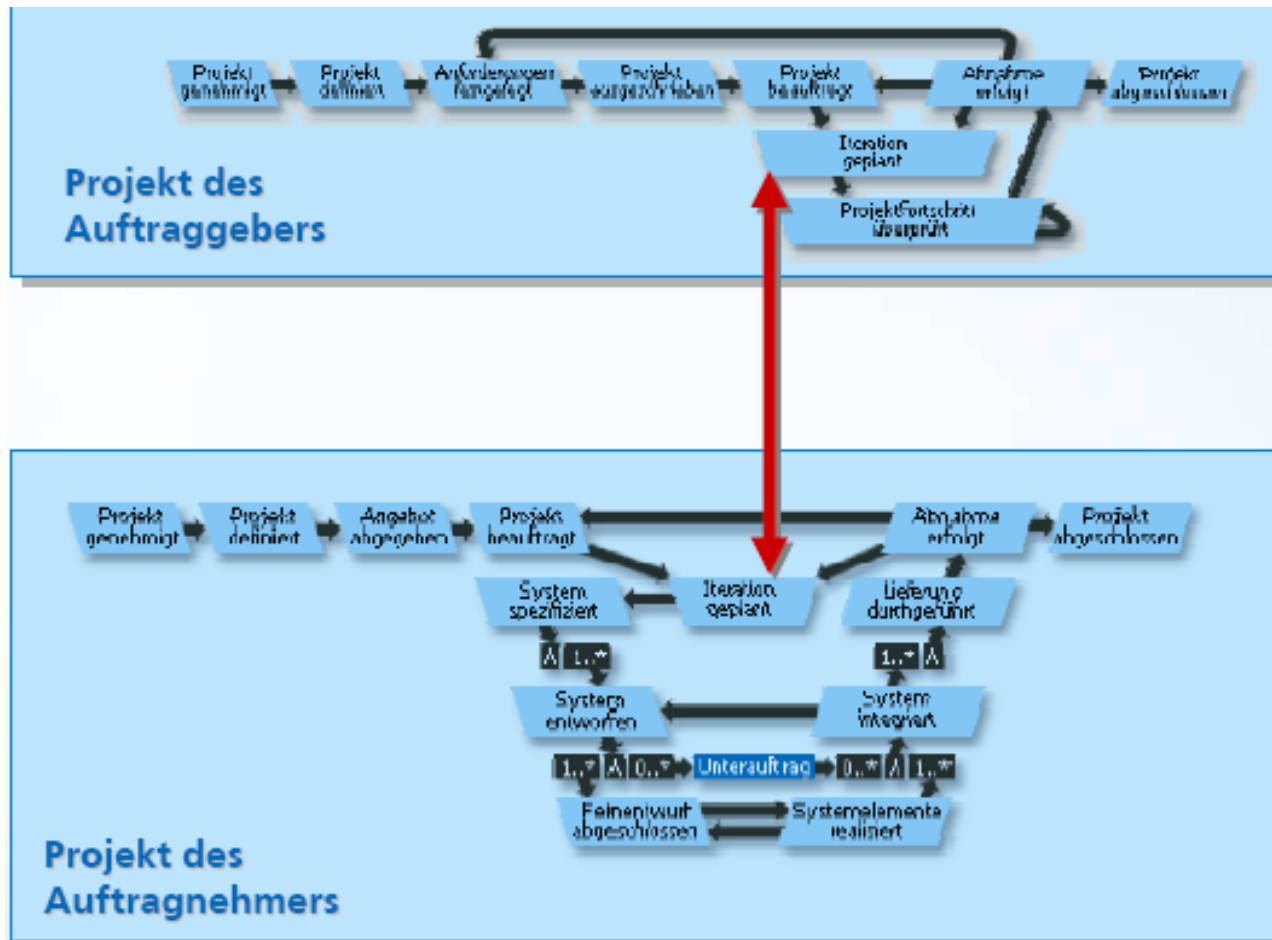 Projekt
genehmigt
Projekt
definiert
Anforderungen
festgelegt
Projekt
ausgeschrieben
Projekt
beauftragt
Abnahme
erfolgt
Projekt
abgeschlossen
Iteration
geplant
Projektfortschritt
überprüft
Projekt des
Auftraggebers
Projekt
genehmigt
Projekt
definiert
Angebot
abgegeben
Projekt
beauftragt
Abnahme
erfolgt
Projekt
abgeschlossen
System
spezifiziert
Iteration
geplant
Lieferung
durchgeführt
Λ 1..*
1..* Λ
System
entworfen
System
integriert
1..* Λ 0..* Unterauftrag 0..* Λ 1..*
Feinentwurf
abgeschlossen
Systemelemente
realisiert
Projekt des
Auftragnehmers